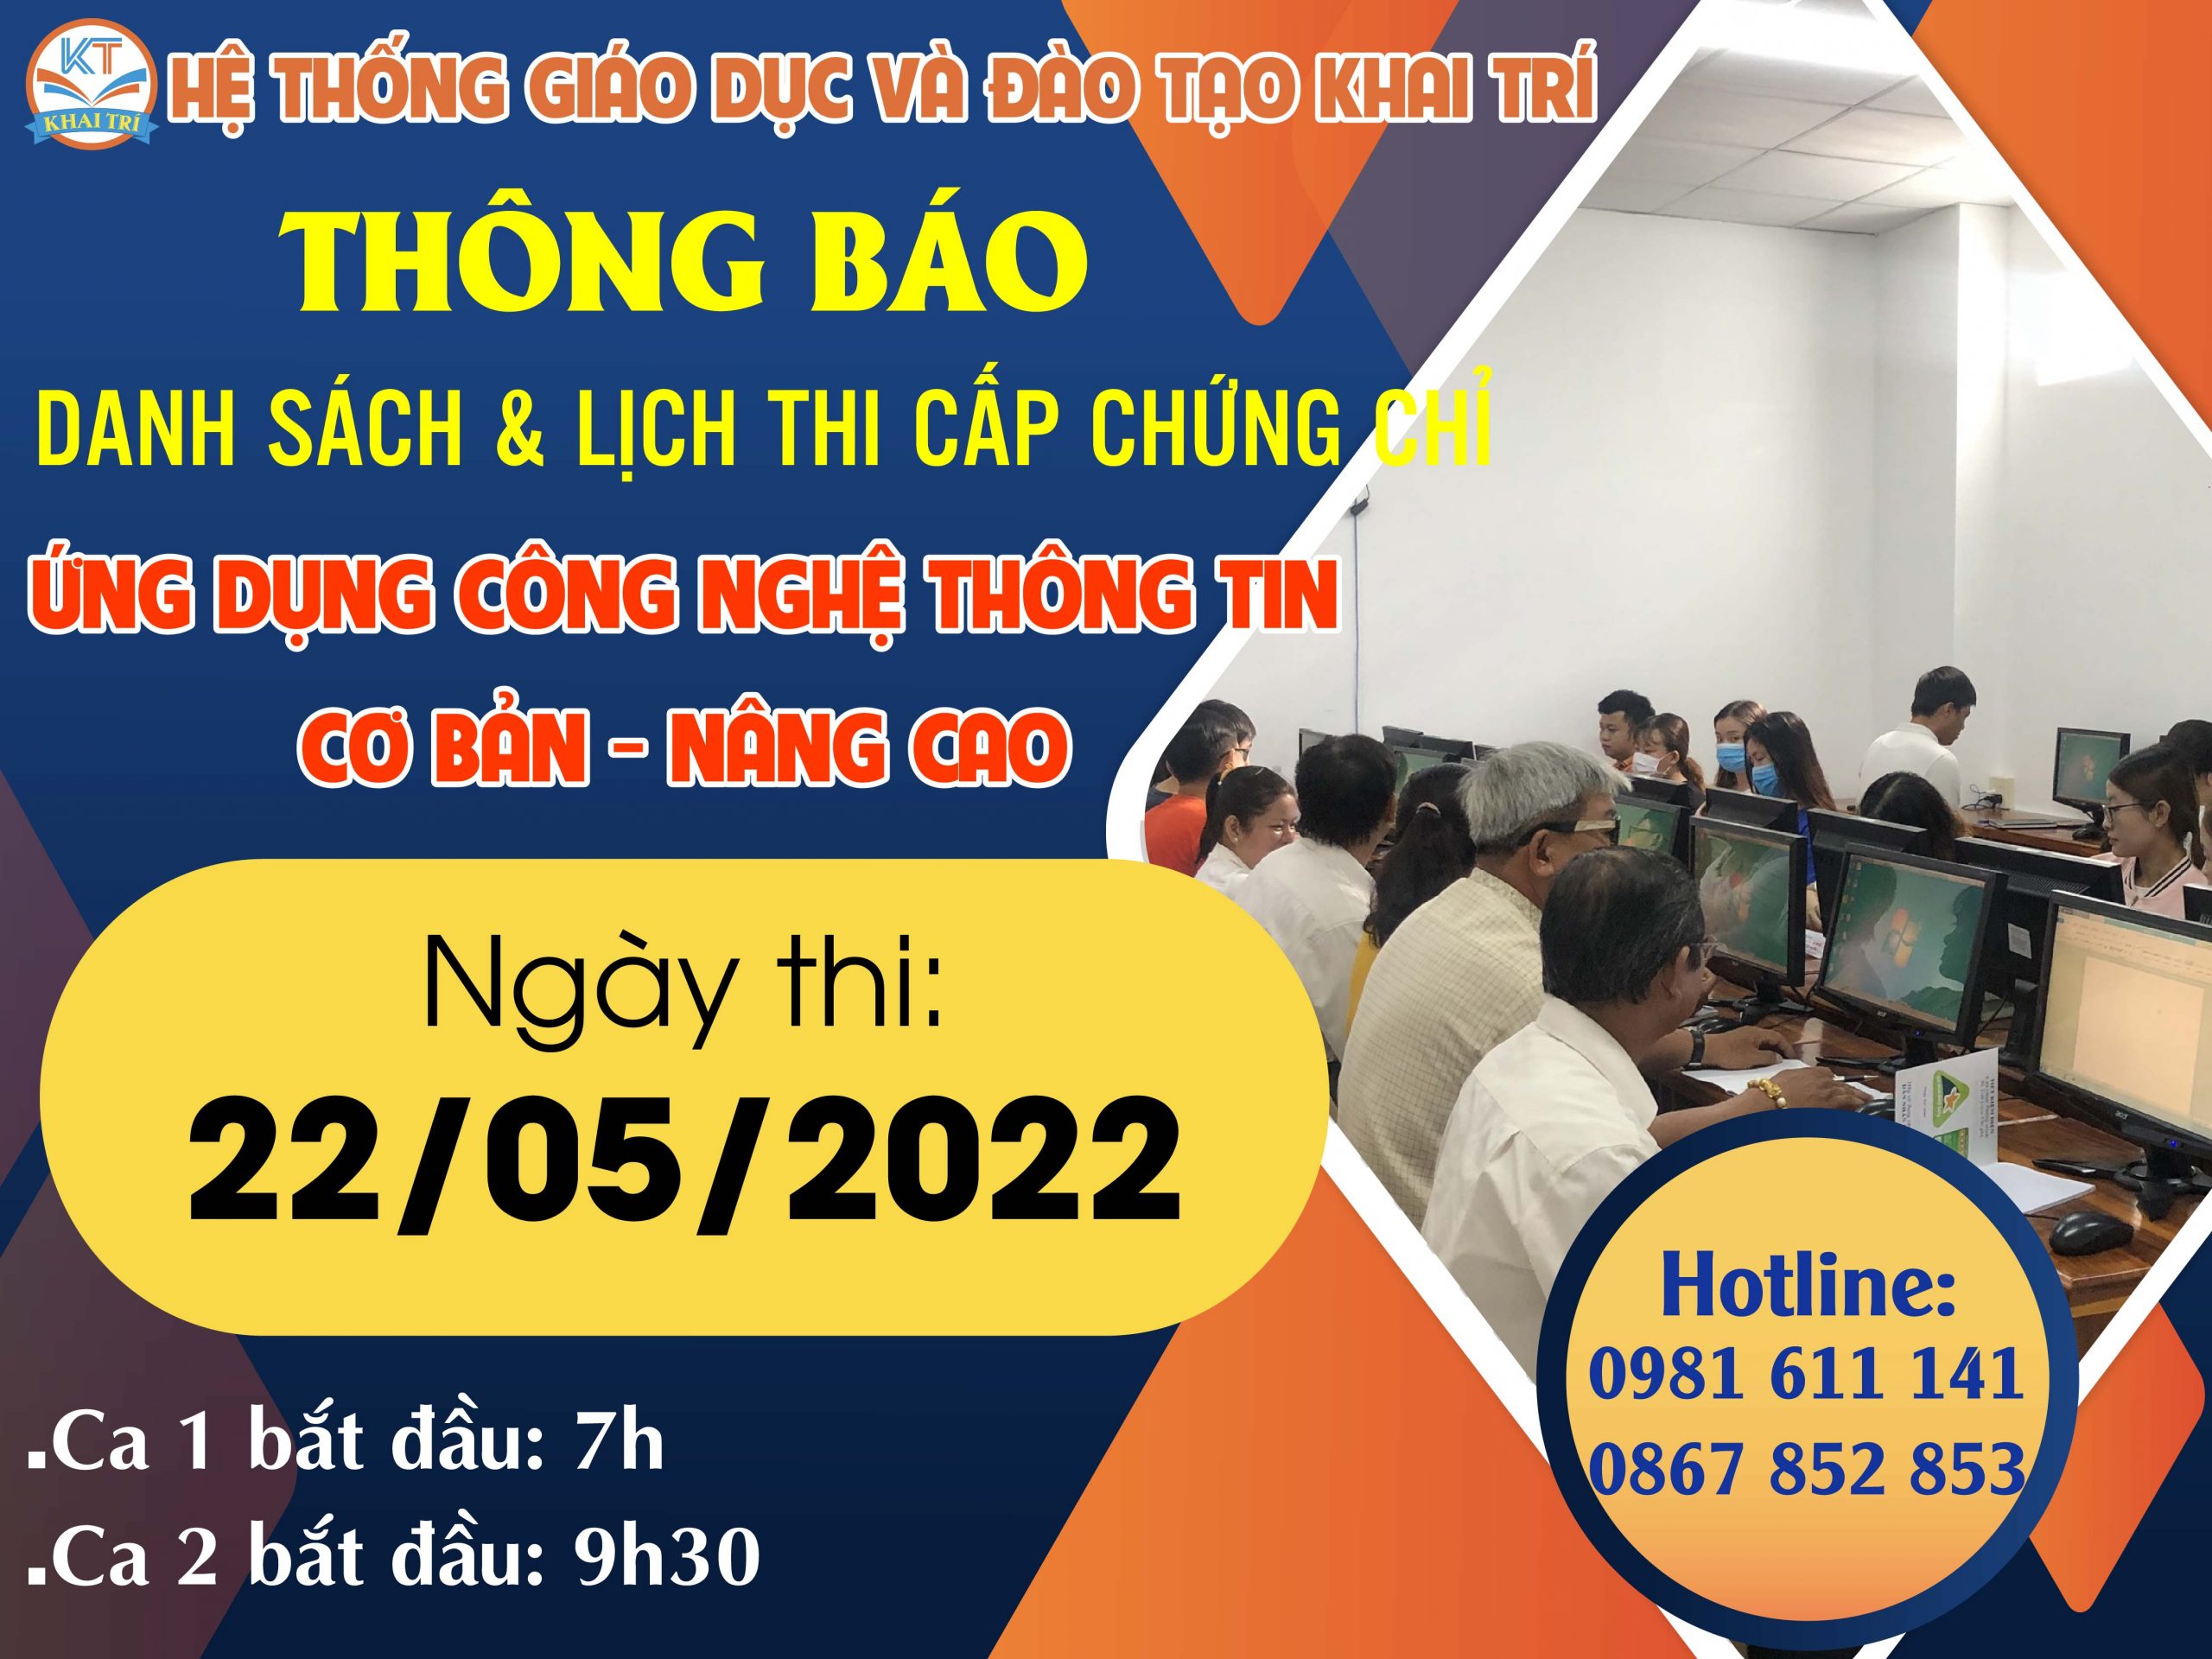 KT
KHAI TRÍ
HỆ THỐNG GIÁO DỤC VÀ ĐÀO TẠO KHAI TRÍ
THÔNG BÁO
DANH SÁCH & LỊCH THI CẤP CHỨNG CHỈ
ỨNG DỤNG CÔNG NGHỆ THÔNG TIN
CƠ BẢN - NÂNG CAO
Ngày thi:
22/05/2022
.Ca 1 bắt đầu: 7h
.Ca 2 bắt đầu: 9h30
Hotline:
0981 611 141
0867 852 853